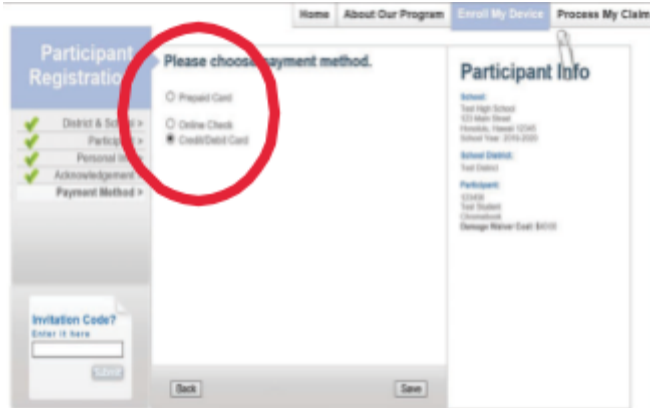 Home About Our Program Enroll My Device Process My Claim
Participant
Registration
District & School >
Participant >
Personal Info >
Acknowledgement >
Payment Method >
Invitation Code?
Enter it here
Submit
Please choose payment method.
Prepaid Card
Online Check
Credit/Debit Card
Back
Save
Participant Info
School:
Test High School
123 Main Street
Honolulu, Hawaii 12345
School Year: 2019-2020
School District:
Test District
Participant:
123456
Test Student
Chromebook
Damage Waiver Cost: